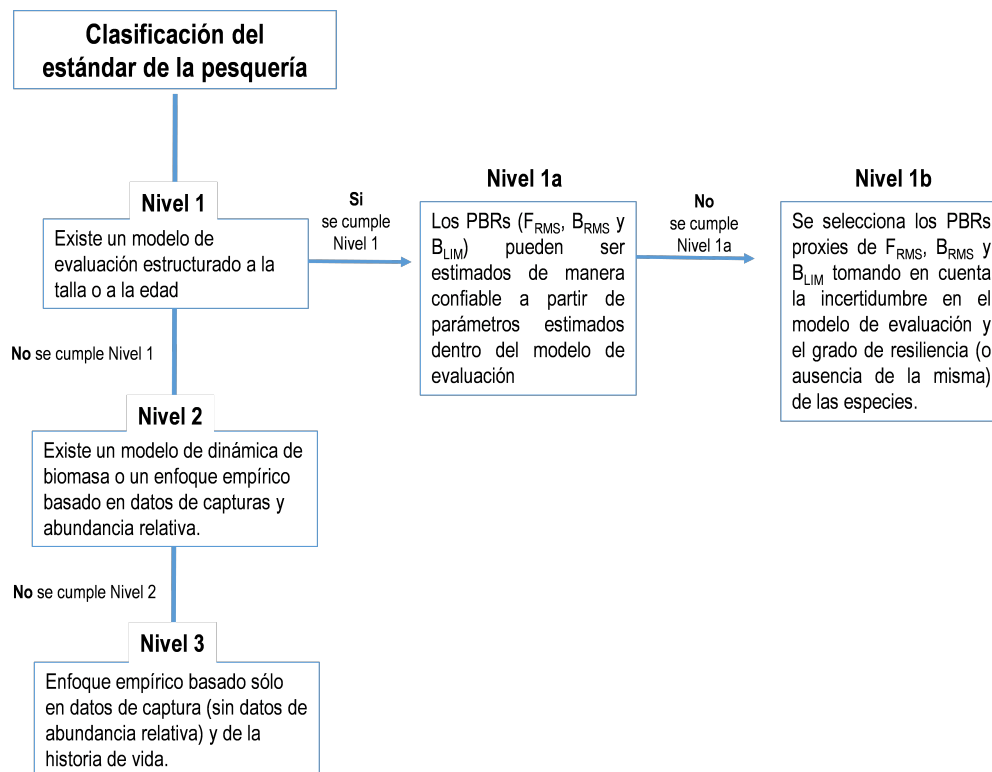 Clasificación del
estándar de la pesquería
Nivel 1
Existe un modelo de
evaluación estructurado a la
talla o a la edad
Si
se cumple
Nivel 1
Nivel 1a
Los PBRs (FRMS, BRMS y
BLIM) pueden ser
estimados de manera
confiable a partir de
parámetros estimados
dentro del modelo de
evaluación
No
se cumple
Nivel 1a
Nivel 1b
Se selecciona los PBRs
proxies de FRMS, BRMS y
BLIM tomando en cuenta
la incertidumbre en el
modelo de evaluación y
el grado de resiliencia (o
ausencia de la misma)
de las especies.
No se cumple Nivel 1
Nivel 2
Existe un modelo de dinámica de
biomasa o un enfoque empírico
basado en datos de capturas y
abundancia relativa.
No se cumple Nivel 2
Nivel 3
Enfoque empírico basado sólo
en datos de captura (sin datos de
abundancia relativa) y de la
historia de vida.